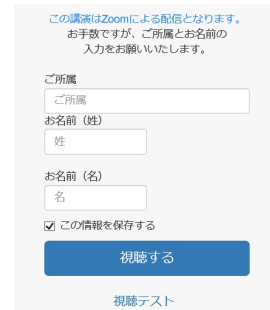 この講演はZoomによる配信となります。
お手数ですが、ご所属とお名前の
入力をお願いいたします。
ご所属
ご所属
お名前（姓）
姓
お名前（名）
名
この情報を保存する
視聴する
視聴テスト